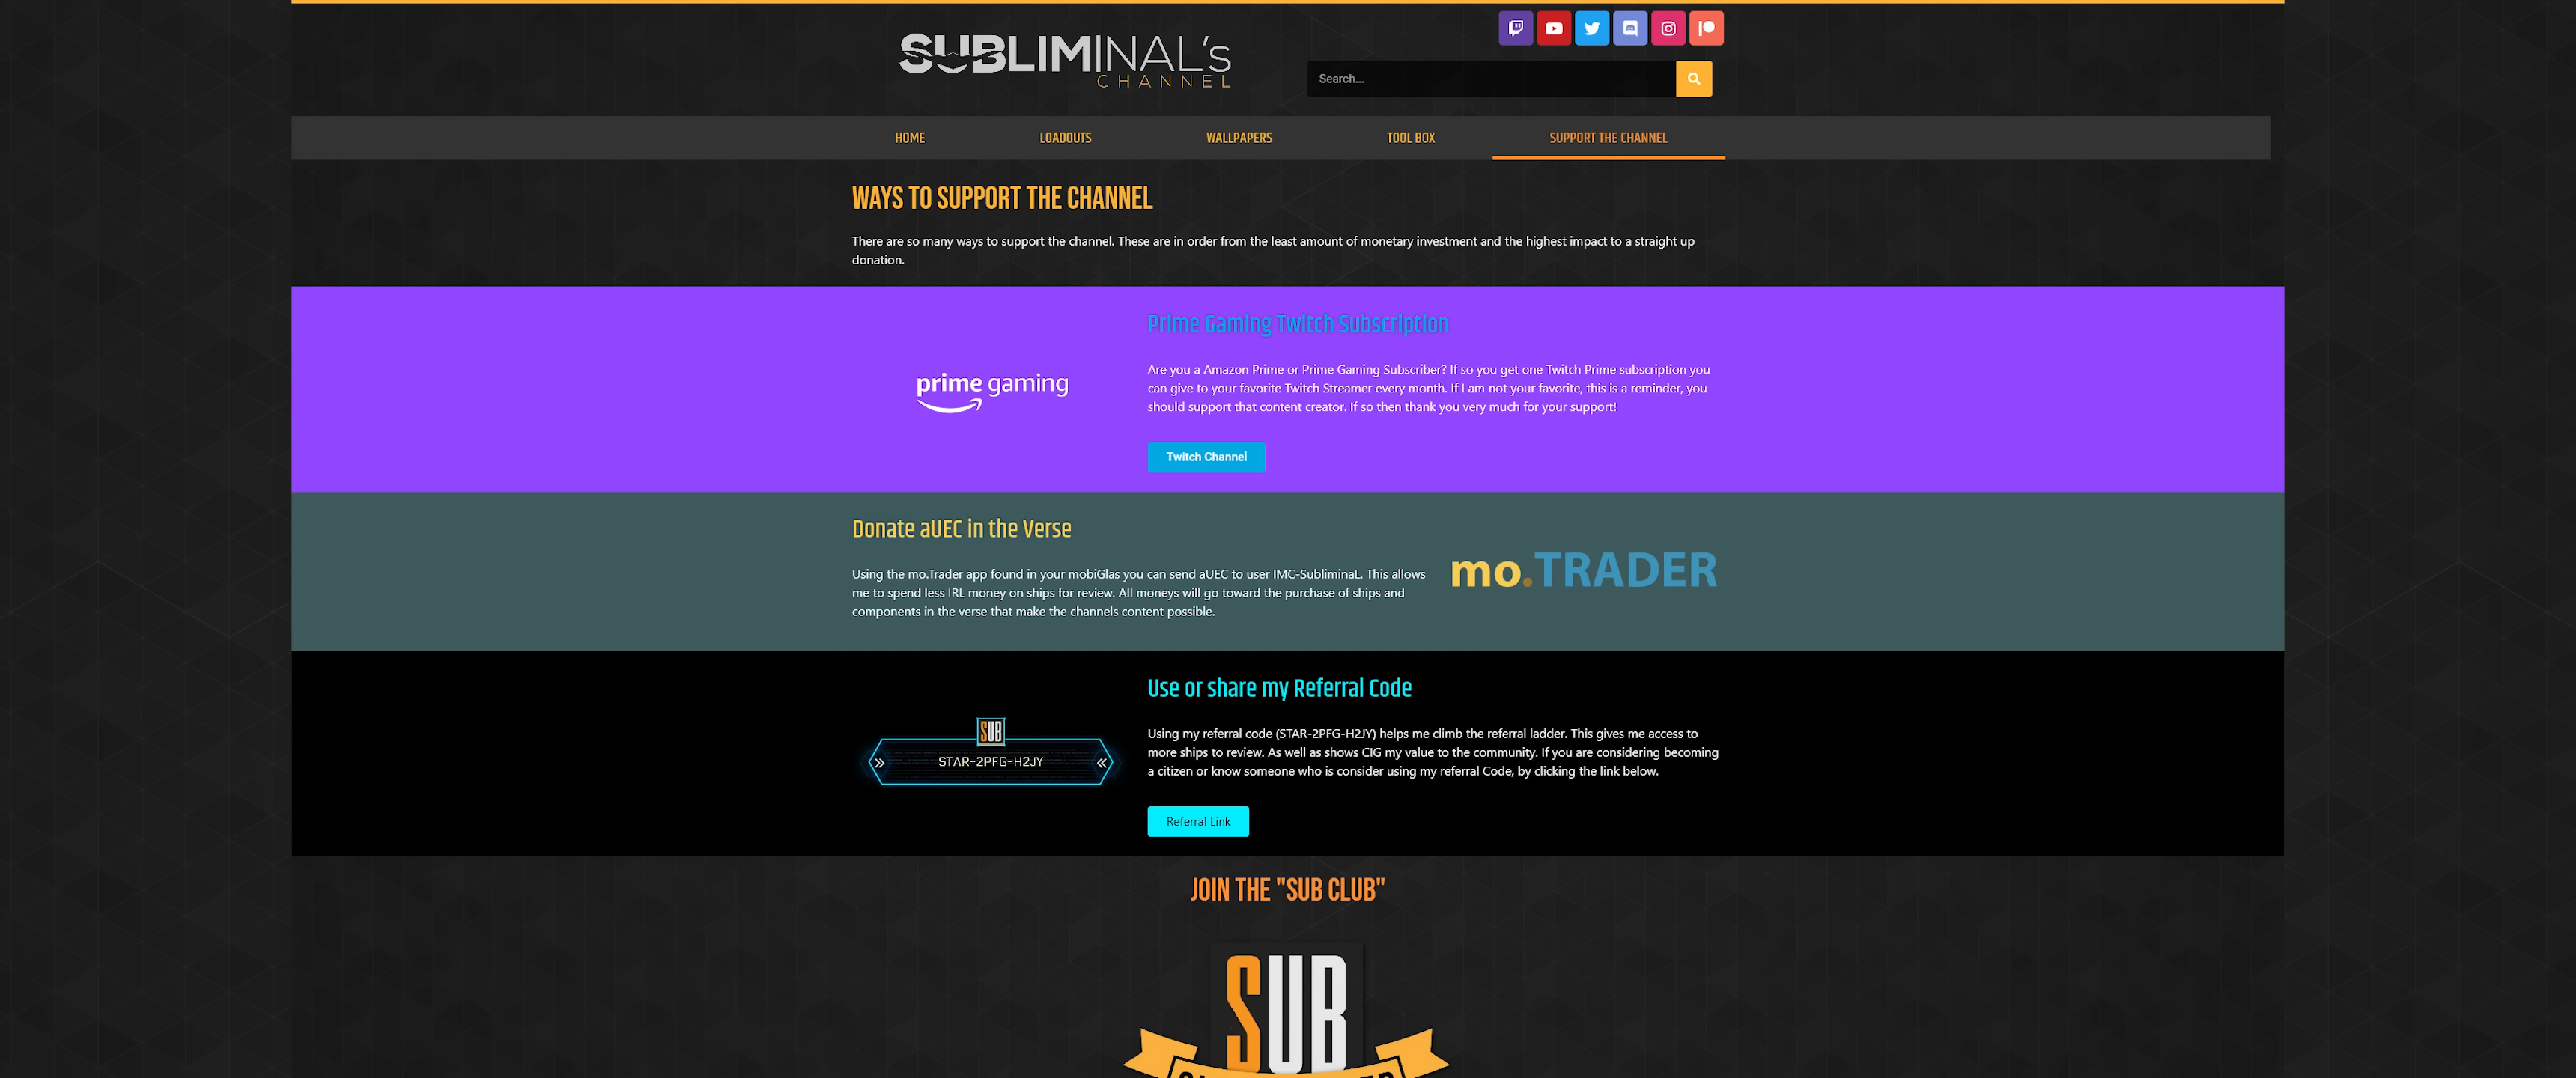 SUBLIMINAL's
CHANNEL
Search...
HOME
LOADOUTS
WALLPAPERS
TOOL BOX
SUPPORT THE CHANNEL
WAYS TO SUPPORT THE CHANNEL
There are so many ways to support the channel. These are in order from the least amount of monetary investment and the highest impact to a straight up
donation.
prime gaming
Prime Gaming Twitch Subscription
Are you a Amazon Prime or Prime Gaming Subscriber? If so you get one Twitch Prime subscription you
can give to your favorite Twitch Streamer every month. If I am not your favorite, this is a reminder, you
should support that content creator. If so then thank you very much for your support!
Twitch Channel
Donate aUEC in the Verse
Using the mo.Trader app found in your mobiGlas you can send aUEC to user IMC-SubliminaL. This allows
me to spend less IRL money on ships for review. All moneys will go toward the purchase of ships and
components in the verse that make the channels content possible.
mo.TRADER
SUB
STAR-2PFG-H2JY
Use or share my Referral Code
Using my referral code (STAR-2PFG-H2JY) helps me climb the referral ladder. This gives me access to
more ships to review. As well as shows CIG my value to the community. If you are considering becoming
a citizen or know someone who is consider using my referral Code, by clicking the link below.
Referral Link
JOIN THE "SUB CLUB"
SUB